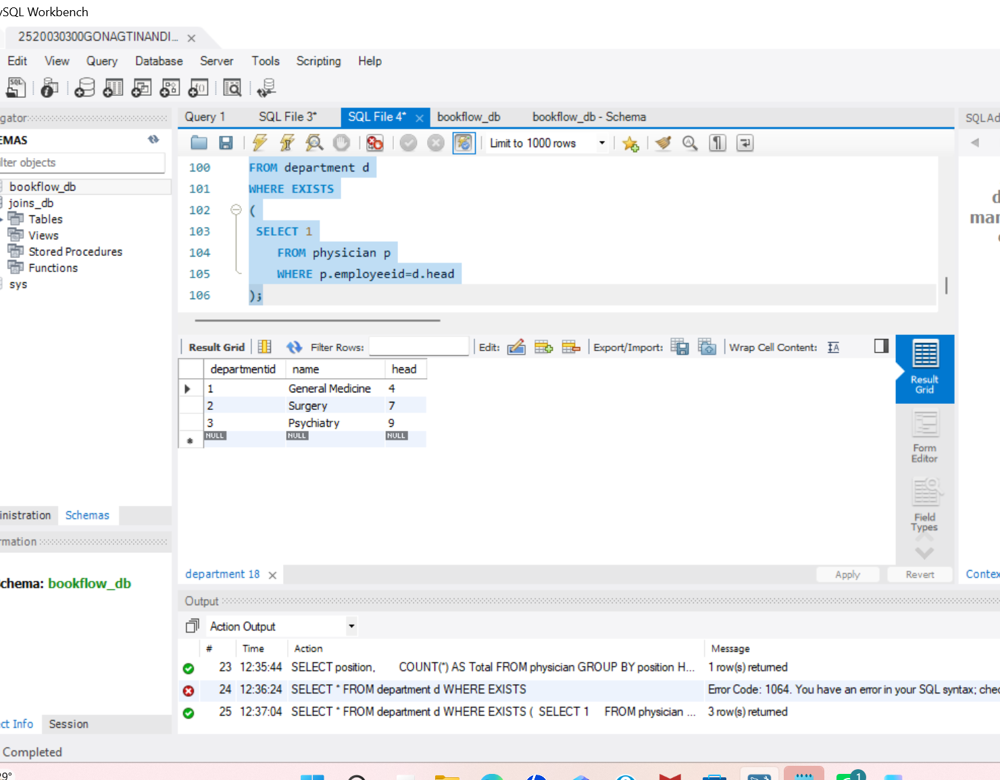 ySQL Workbench
2520030300GONAGTINANDI...
Edit View Query Database Server Tools Scripting Help
gator
Query 1 SQL File 3* SQL File 4* bookflow_db bookflow_db - Schema
SQLAd
EMAS
Limit to 1000 rows
lter objects
bookflow_db
joins_db
Tables
Views
Stored Procedures
Functions
sys
100 FROM department d
101 WHERE EXISTS
102 (
103 SELECT 1
104 FROM physician p
105 WHERE p.employeeid=d.head
106 );
d
mar
Result Grid Filter Rows: Edit: Export/Import: Wrap Cell Content:
departmentid name head
1 General Medicine 4
2 Surgery 7
3 Psychiatry 9
NULL NULL NULL
Result Grid
Form Editor
Field Types
inistration Schemas
rmation
chema: bookflow_db
department 18
Apply Revert
Contex
Output
Action Output
# Time Action Message
23 12:35:44 SELECT position, COUNT(*) AS Total FROM physician GROUP BY position H... 1 row(s) returned
24 12:36:24 SELECT * FROM department d WHERE EXISTS Error Code: 1064. You have an error in your SQL syntax; chec
25 12:37:04 SELECT * FROM department d WHERE EXISTS ( SELECT 1 FROM physician ... 3 row(s) returned
ct Info Session
Completed
29°
1